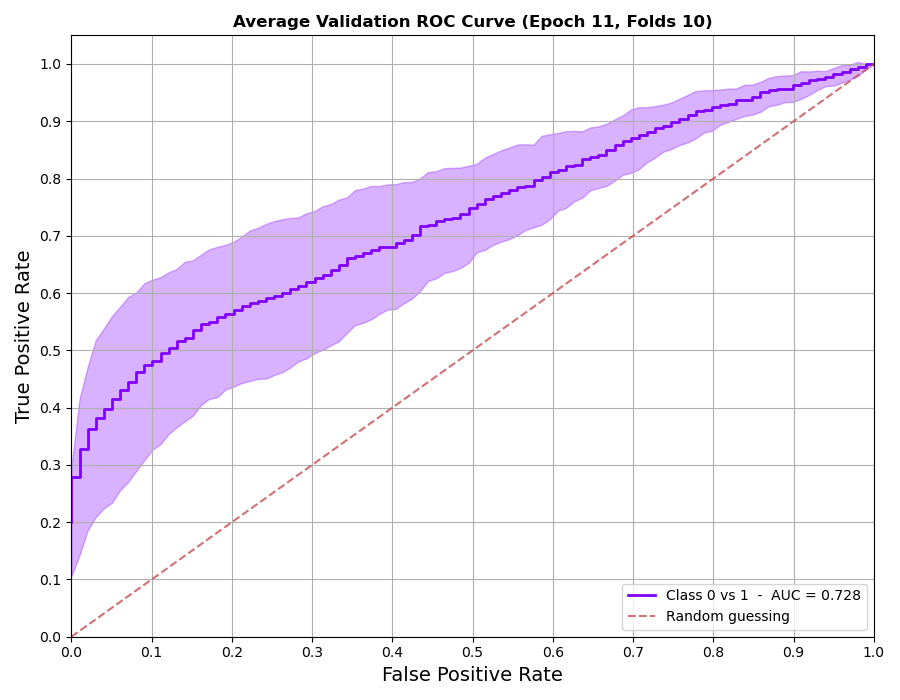 Average Validation ROC Curve (Epoch 11, Folds 10)
True Positive Rate
1.0
0.9
0.8
0.7
0.6
0.5
0.4
0.3
0.2
0.1
0.0
Class 0 vs 1 - AUC = 0.728
Random guessing
0.0 0.1 0.2 0.3 0.4 0.5 0.6 0.7 0.8 0.9 1.0
False Positive Rate